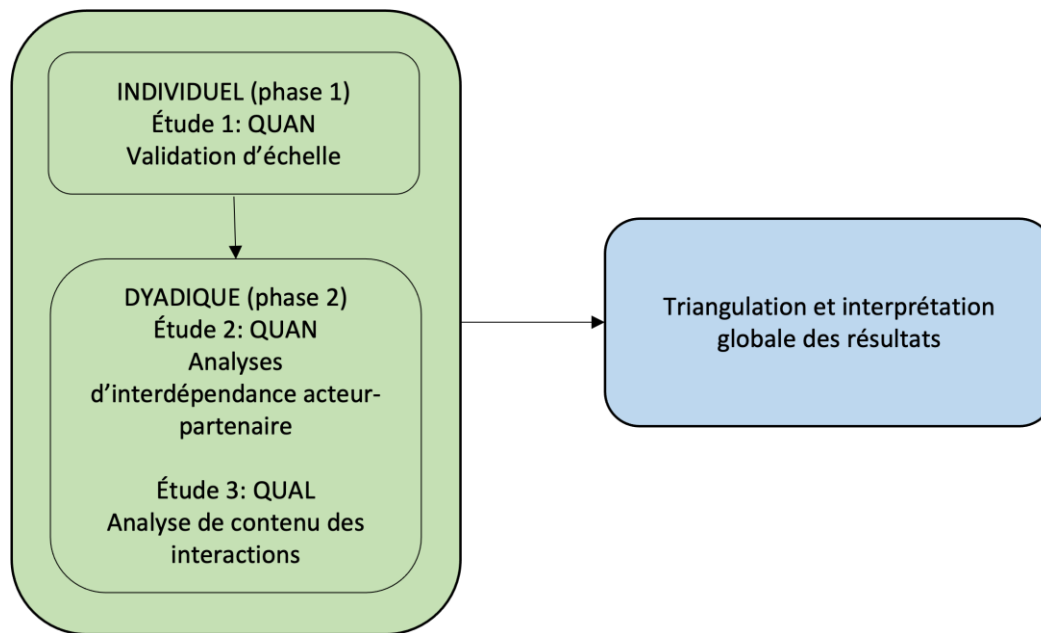 INDIVIDUEL (phase 1)
Étude 1: QUAN
Validation d’échelle
DYADIQUE (phase 2)
Étude 2: QUAN
Analyses
d’interdépendance acteur-
partenaire
Étude 3: QUAL
Analyse de contenu des
interactions
Triangulation et interprétation
globale des résultats